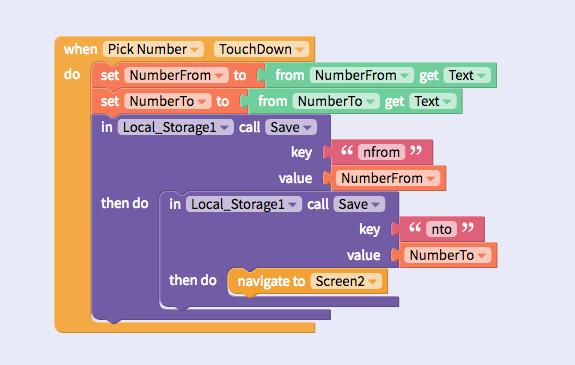 when Pick Number TouchDown
do set NumberFrom to from NumberFrom get Text
set NumberTo to from NumberTo get Text
in Local_Storage1 call Save
key “ nfrom ”
value NumberFrom
then do in Local_Storage1 call Save
key “ nto ”
value NumberTo
then do navigate to Screen2